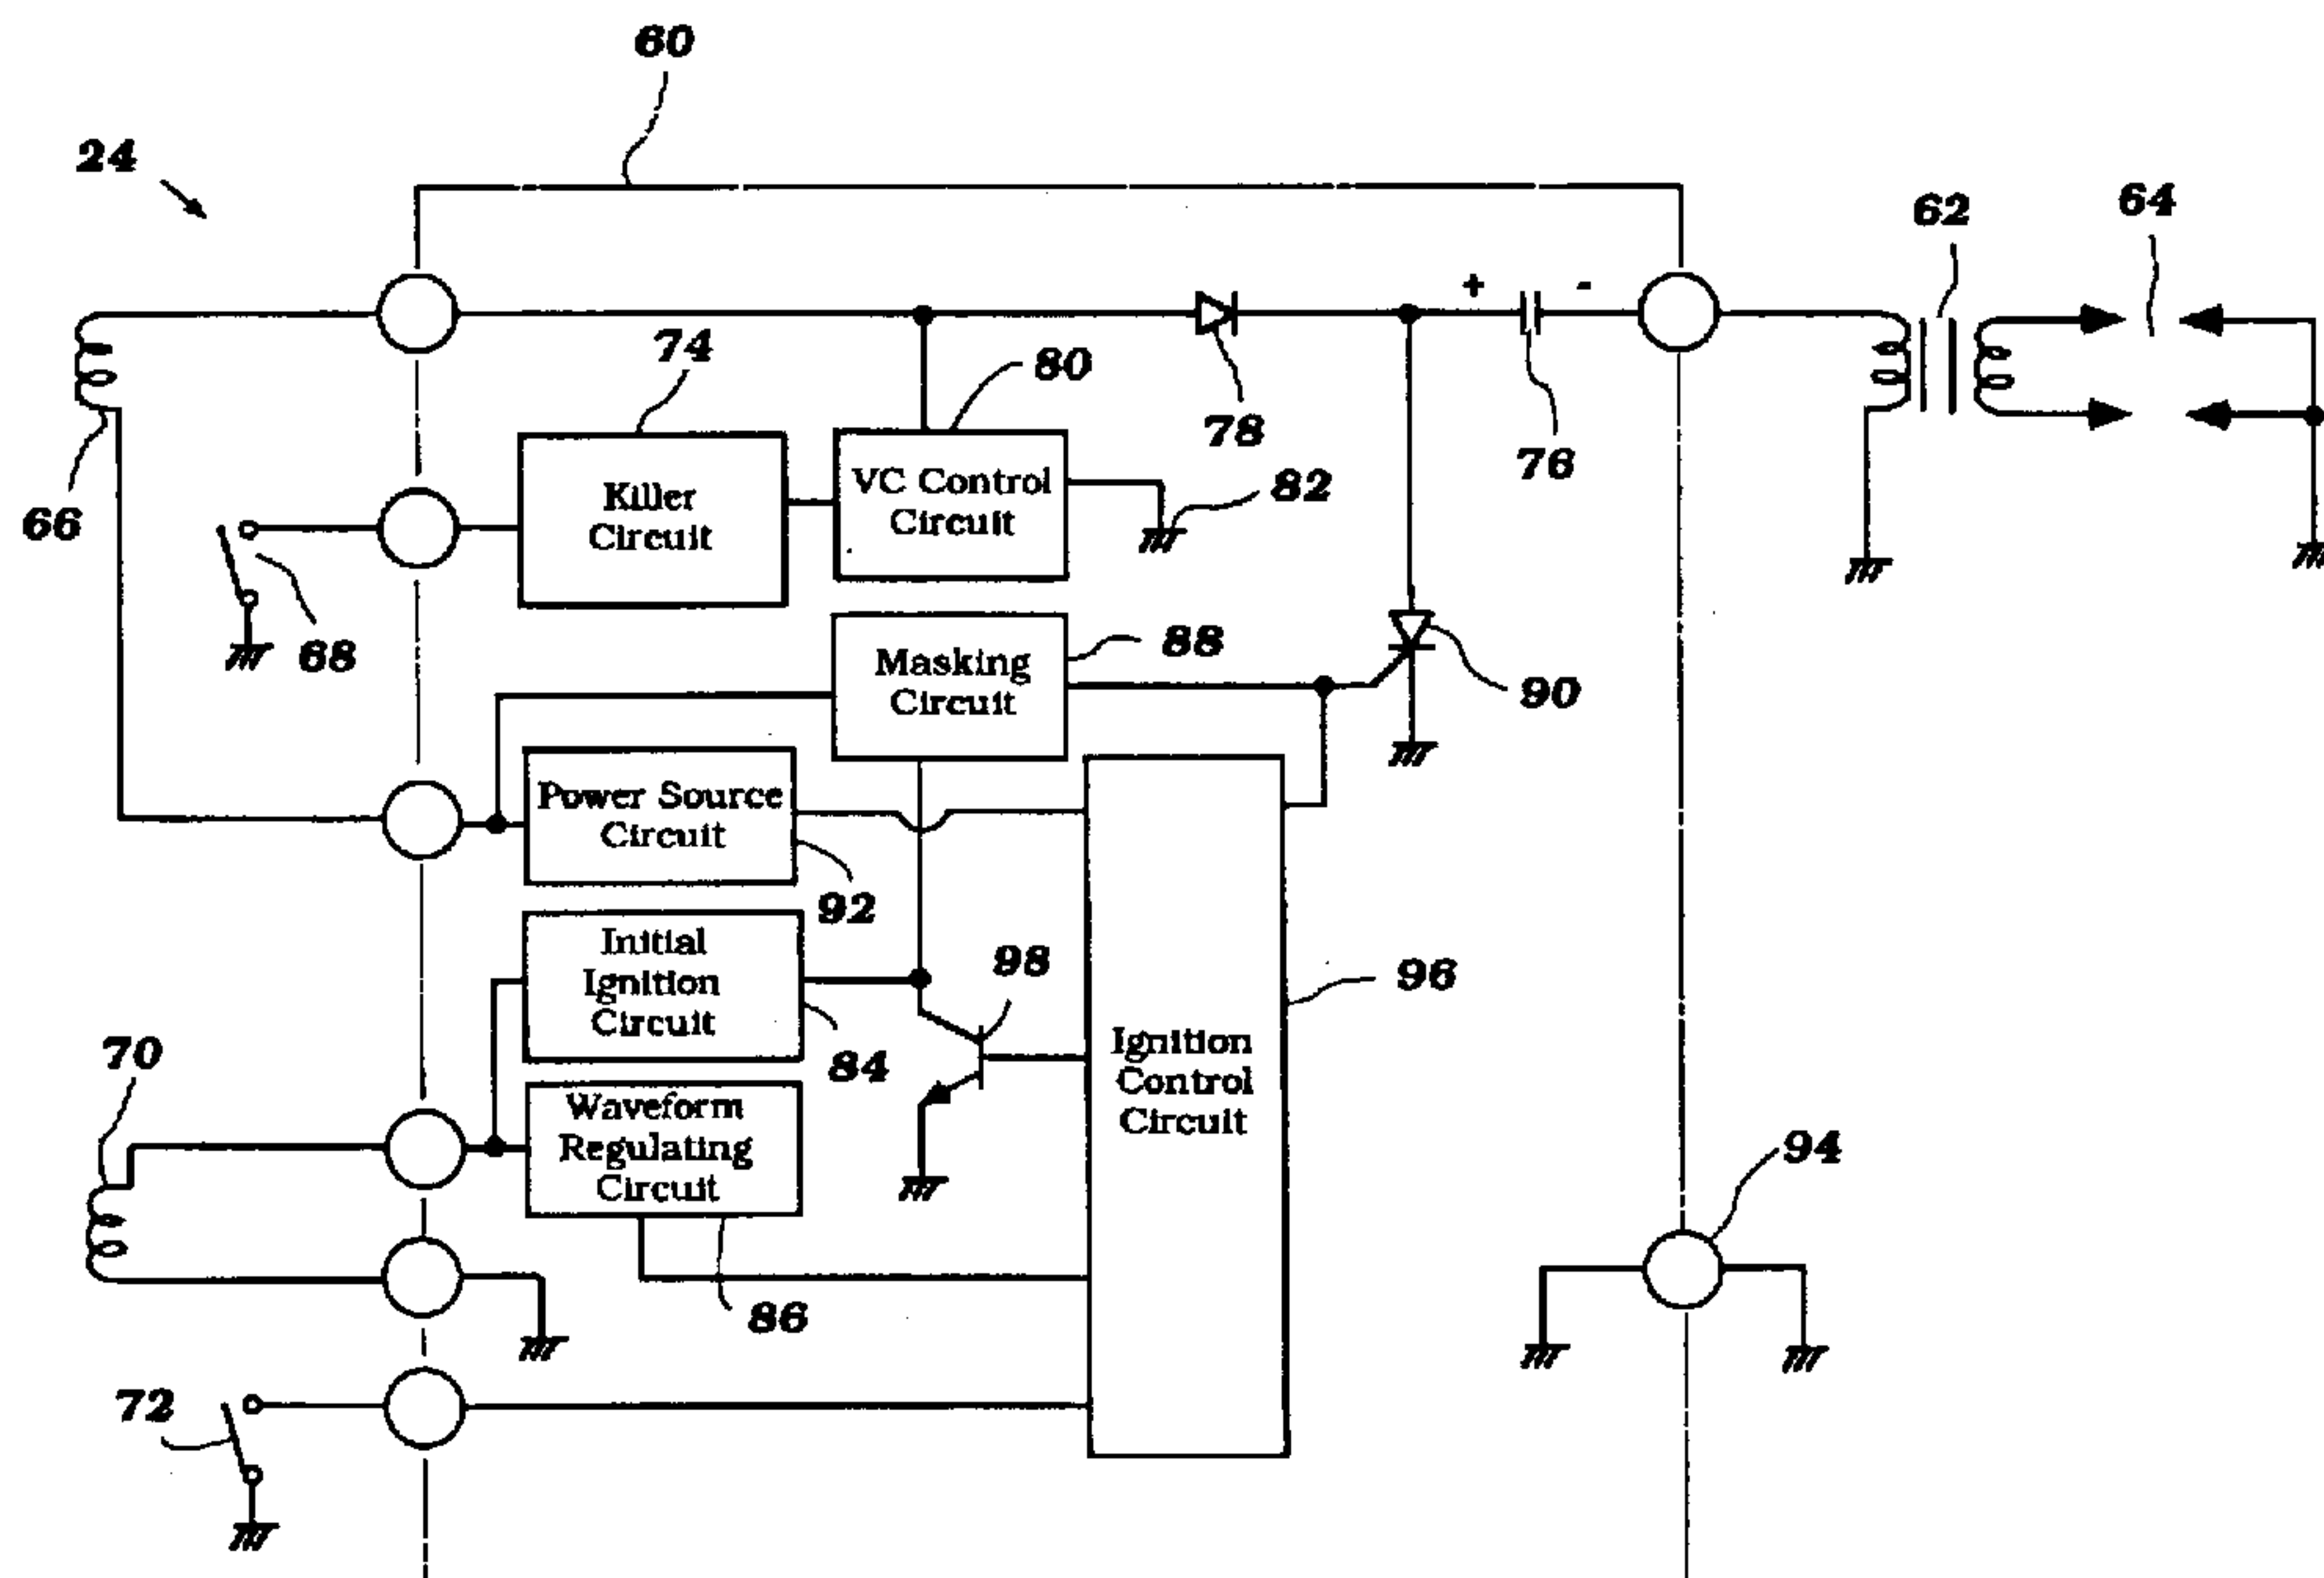 60
24
62
64
+ -
74
80
78
76
Killer
Circuit
VC Control
Circuit
82
66
68
Masking
Circuit
88
90
Power Source
Circuit
92
Initial
Ignition
Circuit
98
96
84
70
Ignition
Control
Circuit
Waveform
Regulating
Circuit
94
86
72